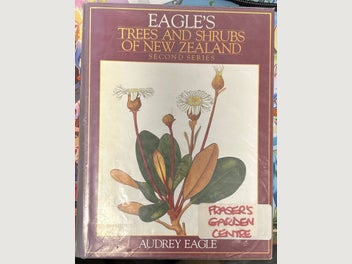 EAGLE'S
TREES AND SHRUBS
OF NEW ZEALAND
SECOND SERIES
FRASER'S
GARDEN
CENTRE
AUDREY EAGLE